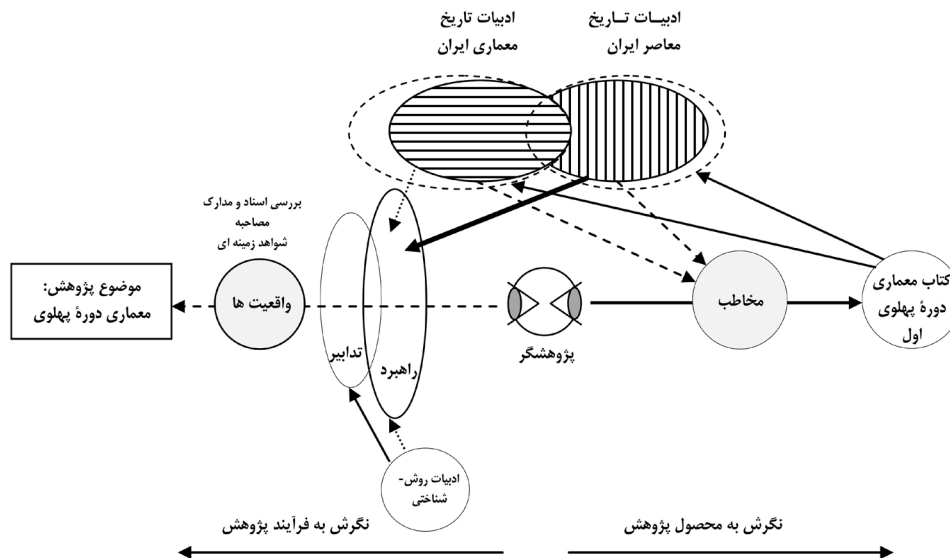 ادبیات تاریخ
معاصر ایران
ادبیات تاریخ
معماری ایران
بررسی اسناد و مدارک
مصاحبه
شواهد زمینه ای
موضوع پژوهش:
معماری دورهٔ پهلوی
واقعیت ها
تدابیر
راهبرد
پژوهشگر
مخاطب
کتاب معماری
دورهٔ پهلوی
اول
ادبیات روش-
شناختی
نگرش به محصول پژوهش
نگرش به فرآیند پژوهش